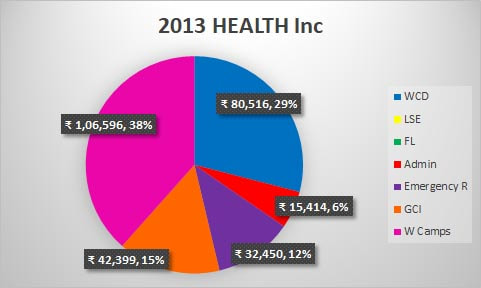 2013 HEALTH Inc
₹ 80,516, 29%
₹ 15,414, 6%
₹ 32,450, 12%
₹ 42,399, 15%
₹ 1,06,596, 38%
WCD
LSE
FL
Admin
Emergency R
GCI
W Camps